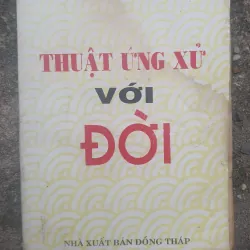 THUẬT ỨNG XỬ
VỚI
ĐỜI
NHÀ XUẤT BẢN ĐỒNG THÁP